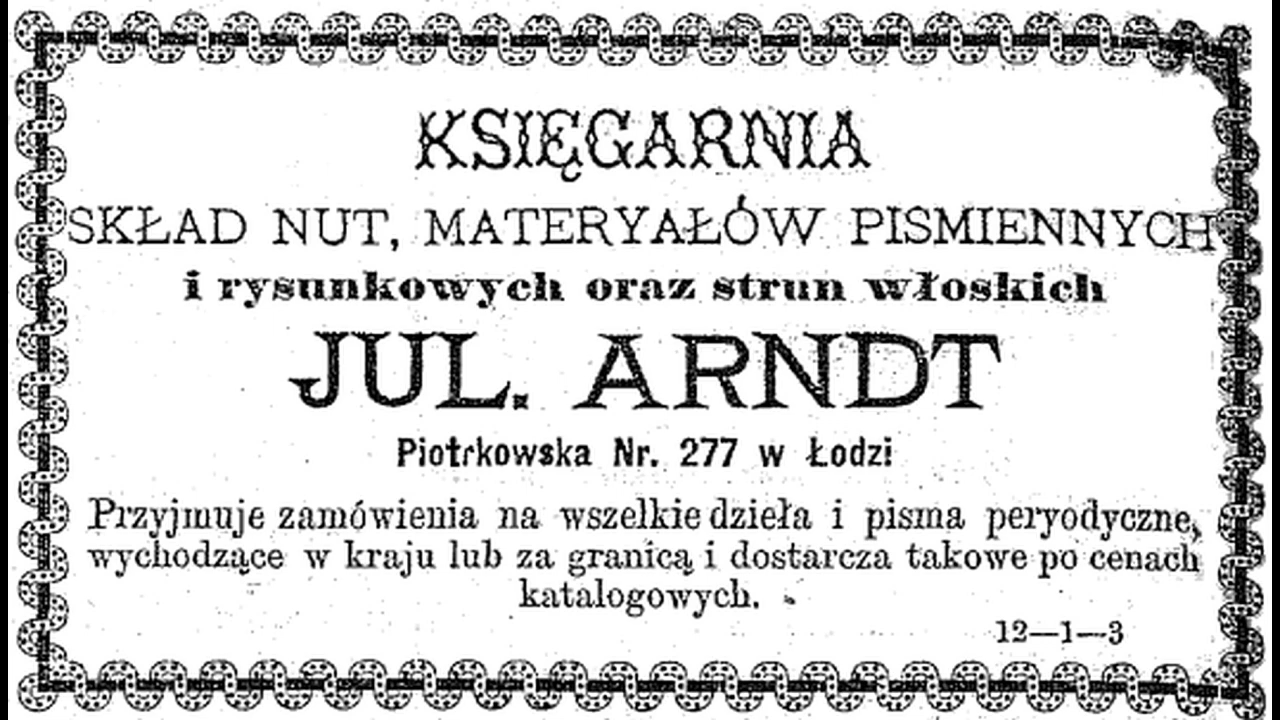 KSIĘGARNIA
SKŁAD NUT, MATERYAŁÓW PISMIENNYCH
i rysunkowych oraz strun włoskich
JUL. ARNDT
Piotrkowska Nr. 277 w Łodzi
Przyjmuje zamówienia na wszelkie dzieła i pisma peryodyczne,
wychodzące w kraju lub za granicą i dostarcza takowe po cenach
katalogowych.
12—1—3